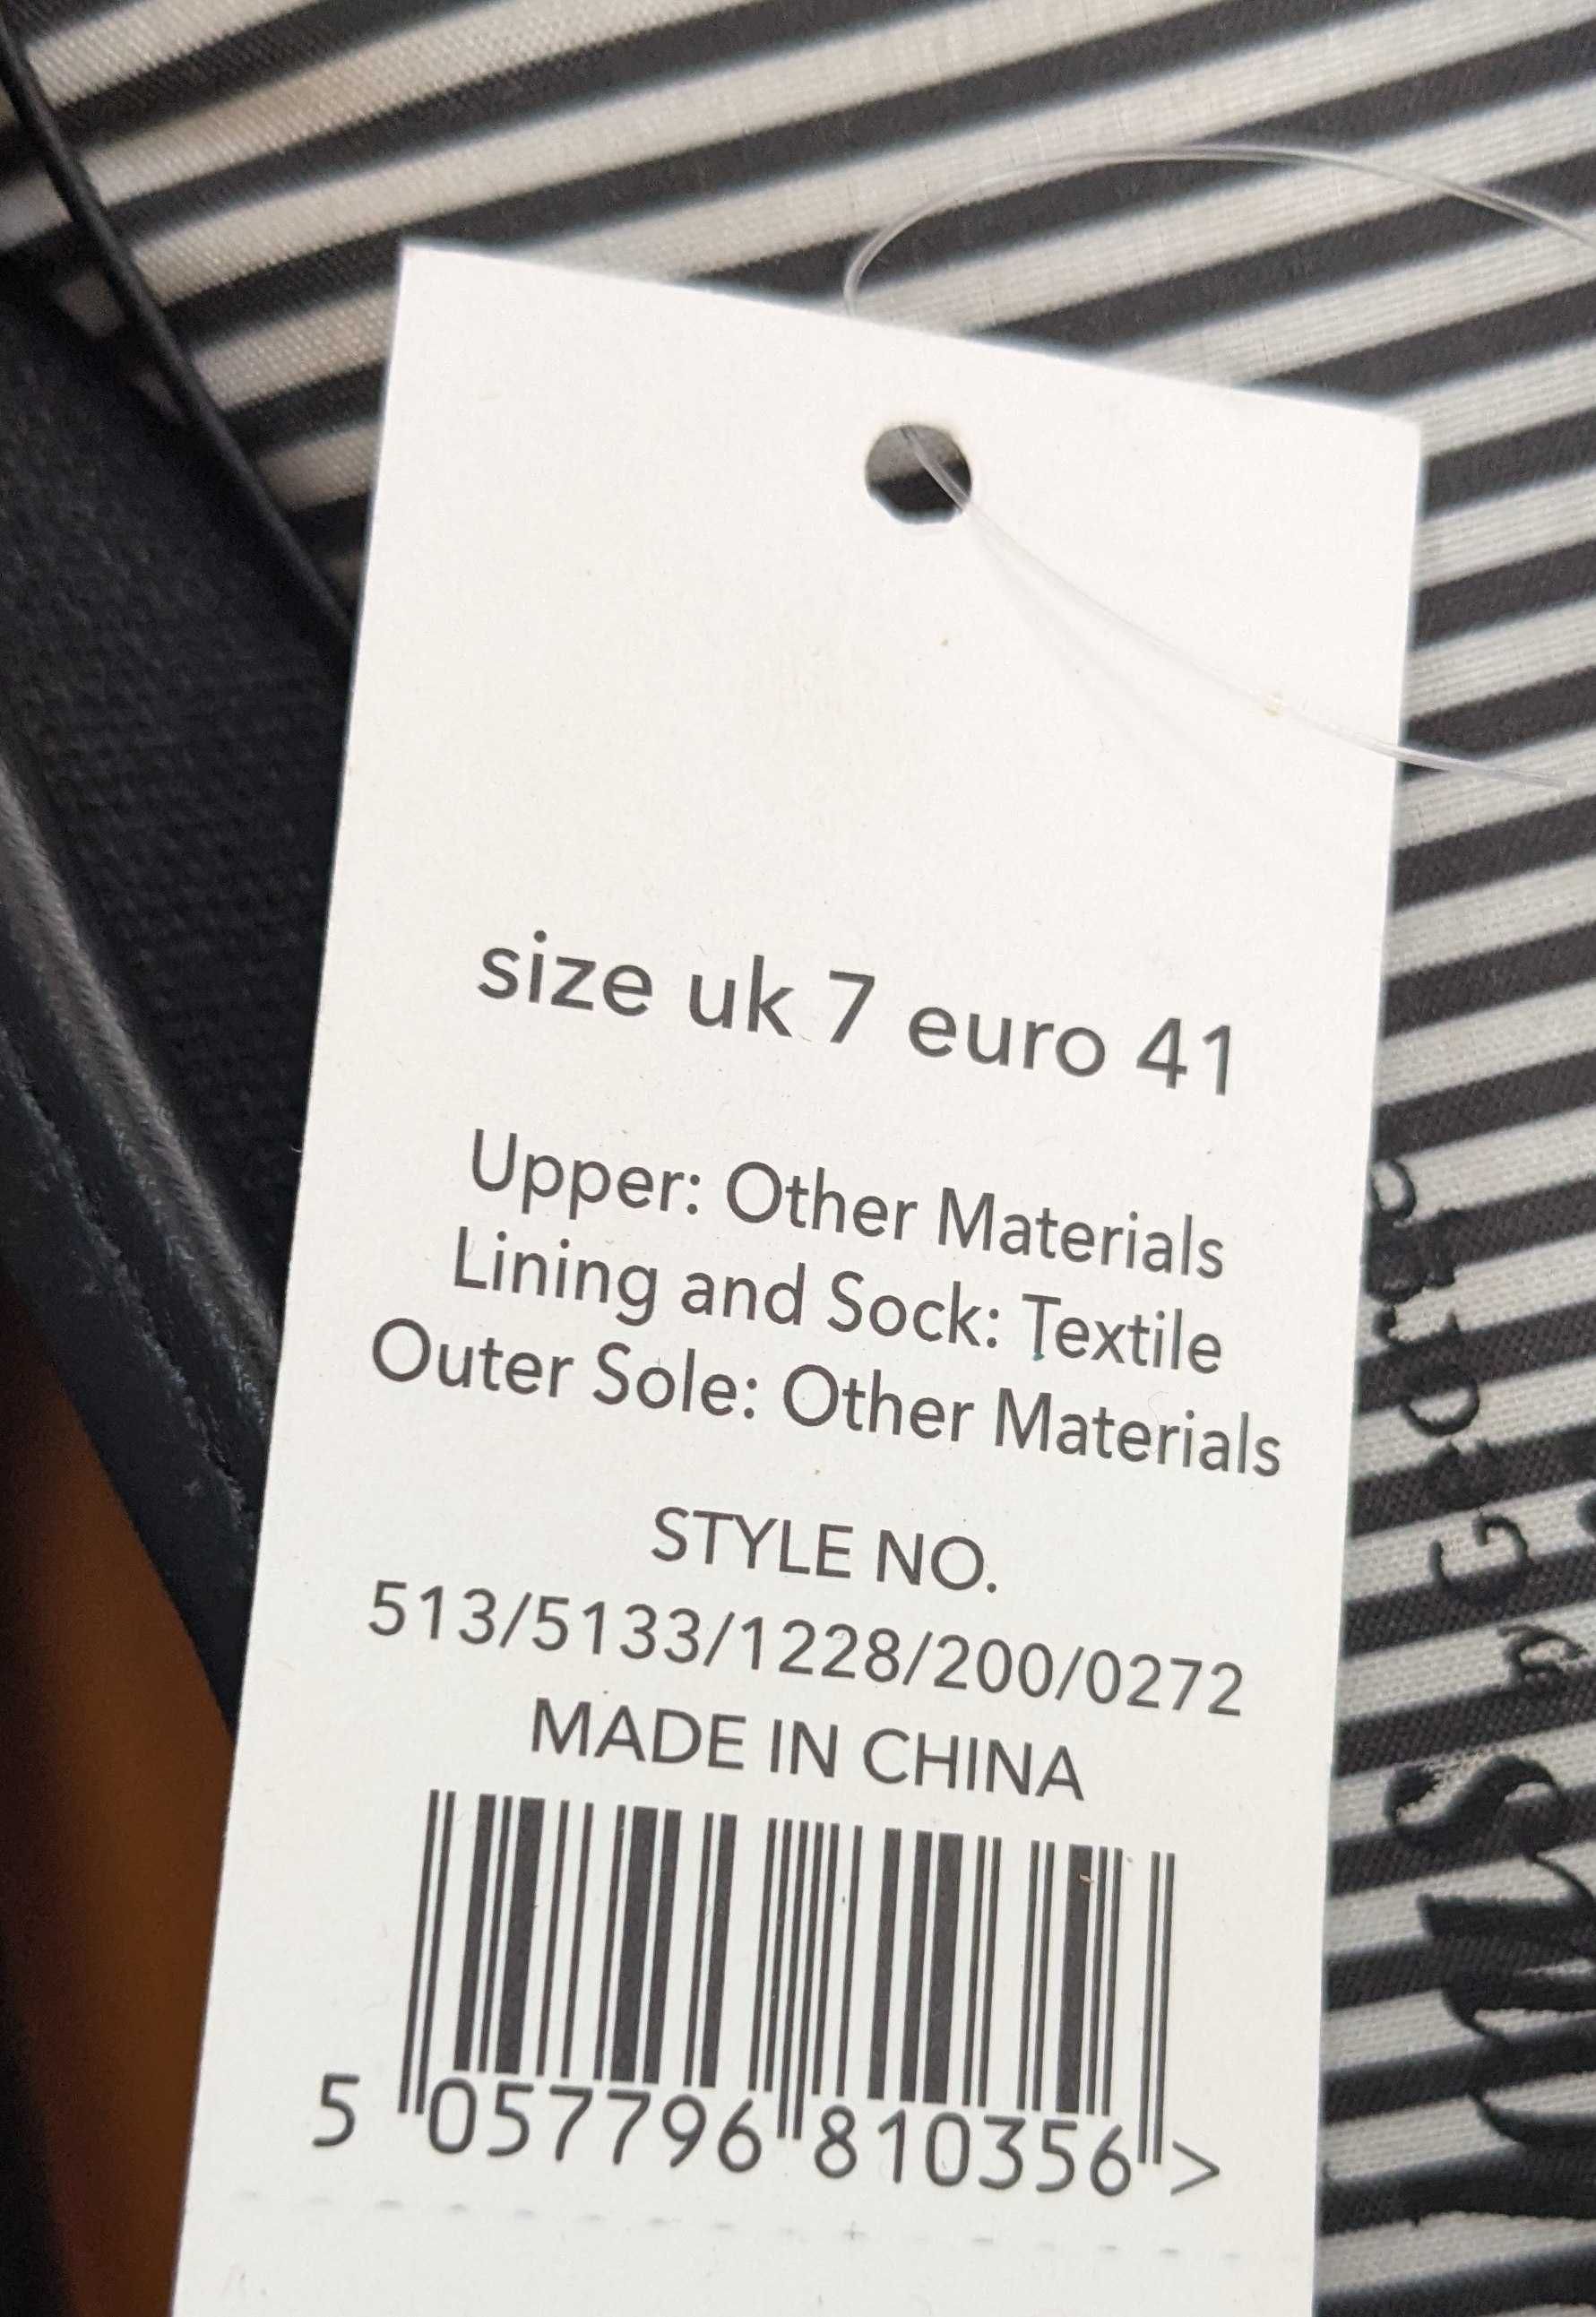 size uk 7 euro 41
Upper: Other Materials
Lining and Sock: Textile
Outer Sole: Other Materials
STYLE NO.
513/5133/1228/200/0272
MADE IN CHINA
5 057796 810356 >